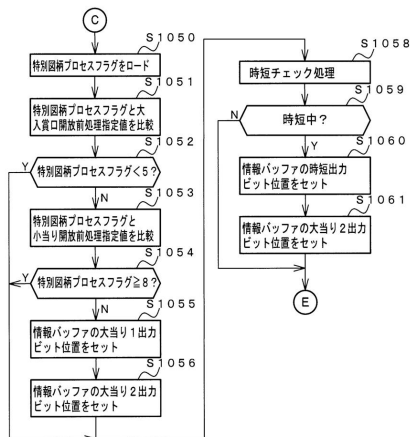 C
S1050
特別図柄プロセスフラグをロード
S1051
特別図柄プロセスフラグと大
入賞口開放前処理指定値を比較
S1052
特別図柄プロセスフラグ<5?
Y
N
S1053
特別図柄プロセスフラグと
小当り開放前処理指定値を比較
S1054
特別図柄プロセスフラグ≧8?
Y
N
S1055
情報バッファの大当り1出力
ビット位置をセット
S1056
情報バッファの大当り2出力
ビット位置をセット
S1058
時短チェック処理
S1059
時短中?
N
Y
S1060
情報バッファの時短出力
ビット位置をセット
S1061
情報バッファの大当り2出力
ビット位置をセット
E